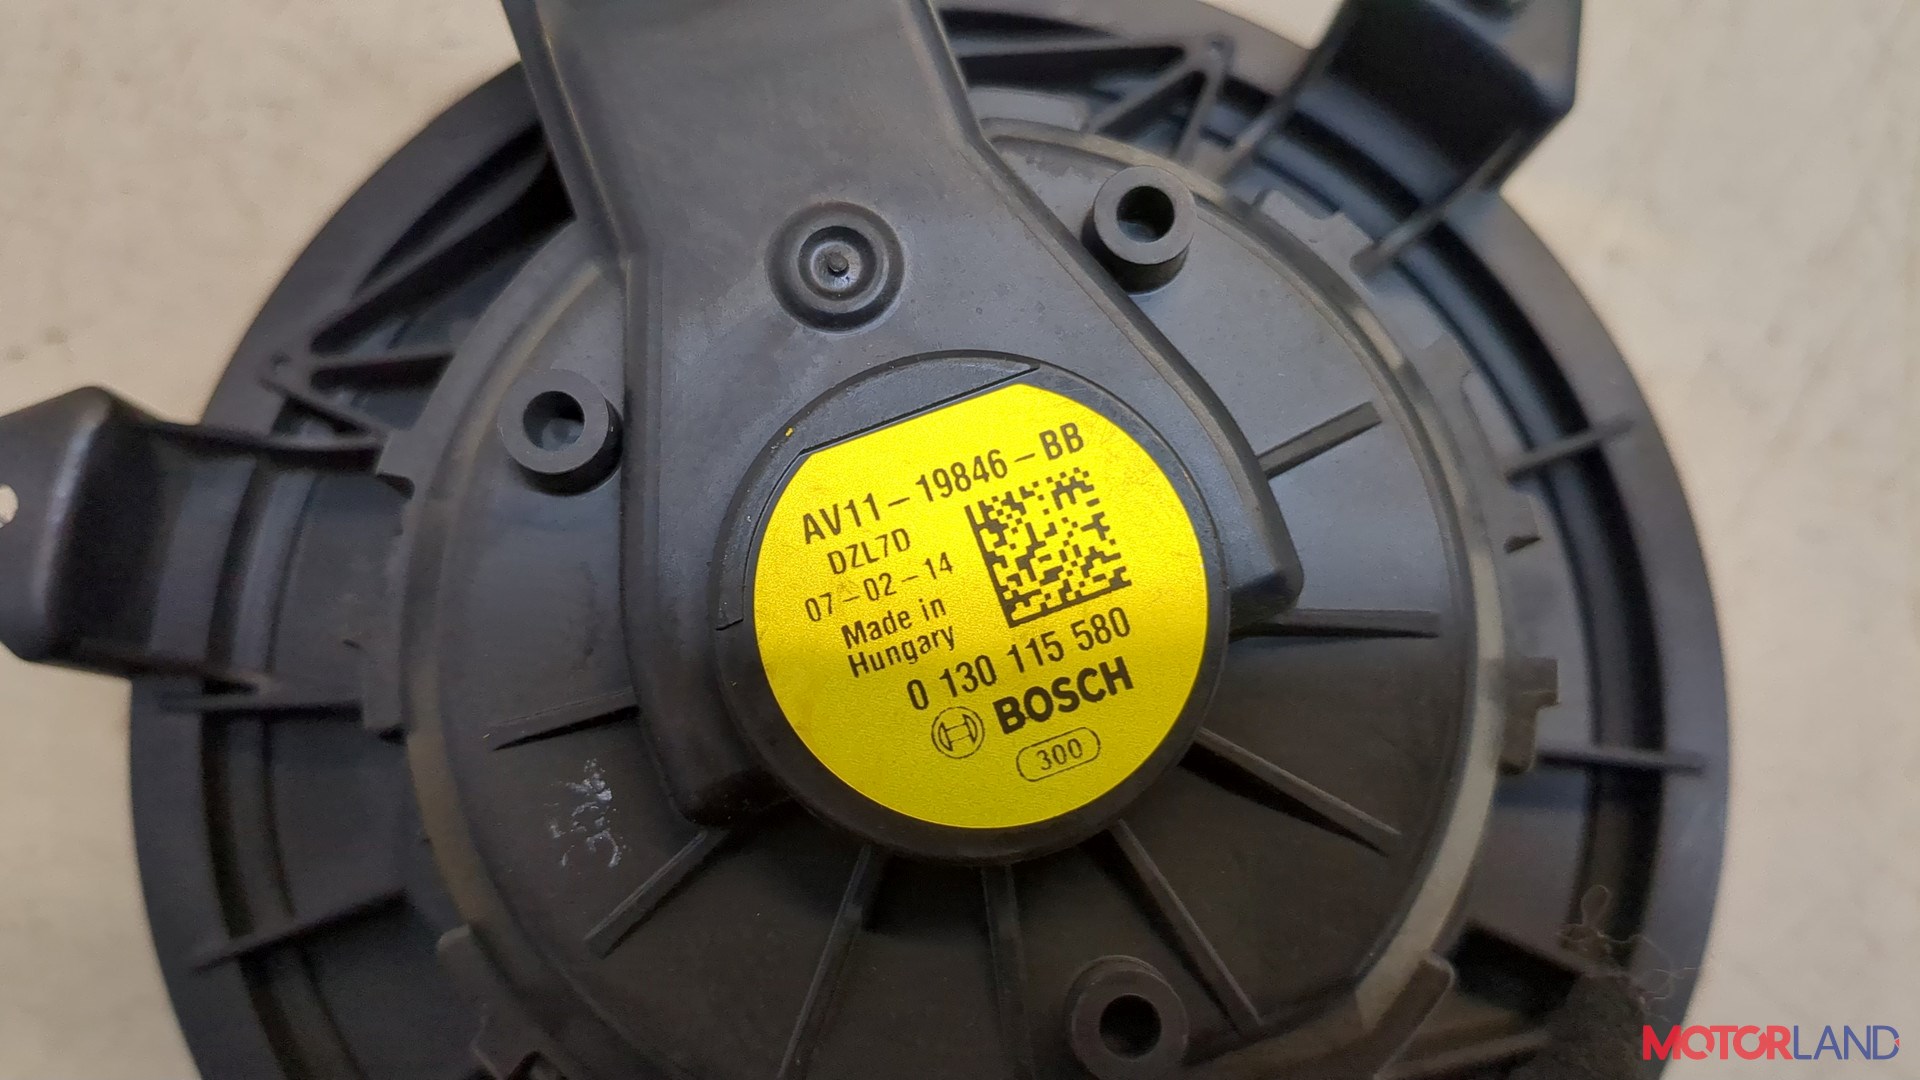 AV11-19846-BB
DZL7D
07-02-14
Made in
Hungary
0 130 115 580
BOSCH
300
MOTORLAND